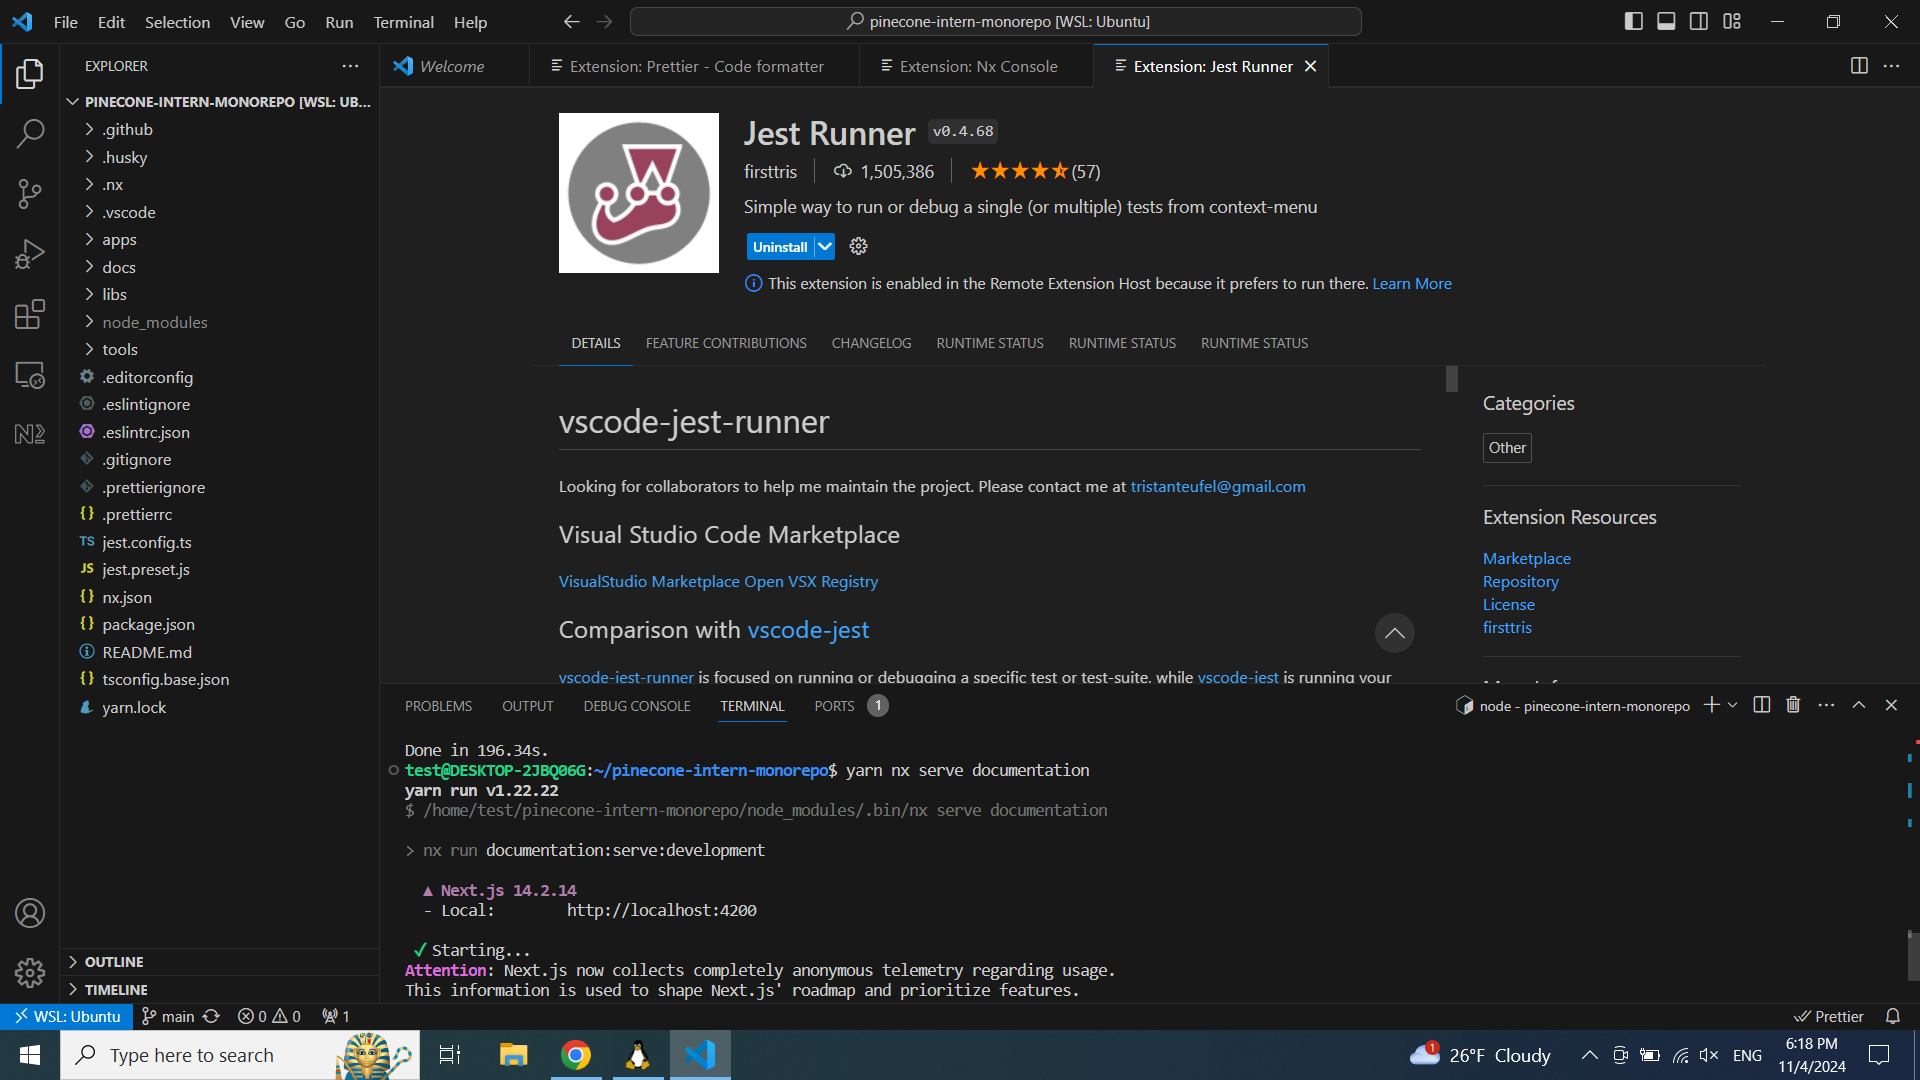 File Edit Selection View Go Run Terminal Help
pinecone-intern-monorepo [WSL: Ubuntu]
EXPLORER
PINECONE-INTERN-MONOREPO [WSL: UB...
.github
.husky
.nx
.vscode
apps
docs
libs
node_modules
tools
.editorconfig
.eslintignore
.eslintrc.json
.gitignore
.prettierignore
.prettierrc
jest.config.ts
jest.preset.js
nx.json
package.json
README.md
tsconfig.base.json
yarn.lock
OUTLINE
TIMELINE
Welcome
Extension: Prettier - Code formatter
Extension: Nx Console
Extension: Jest Runner
Jest Runner v0.4.68
firsttris 1,505,386 (57)
Simple way to run or debug a single (or multiple) tests from context-menu
Uninstall
This extension is enabled in the Remote Extension Host because it prefers to run there. Learn More
DETAILS FEATURE CONTRIBUTIONS CHANGELOG RUNTIME STATUS RUNTIME STATUS RUNTIME STATUS
vscode-jest-runner
Looking for collaborators to help me maintain the project. Please contact me at tristanteufel@gmail.com
Visual Studio Code Marketplace
VisualStudio Marketplace Open VSX Registry
Comparison with vscode-jest
vscode-jest-runner is focused on running or debugging a specific test or test-suite, while vscode-jest is running your
Categories
Other
Extension Resources
Marketplace
Repository
License
firsttris
PROBLEMS OUTPUT DEBUG CONSOLE TERMINAL PORTS 1
node - pinecone-intern-monorepo
Done in 196.34s.
test@DESKTOP-2JBQ06G:~/pinecone-intern-monorepo$ yarn nx serve documentation
yarn run v1.22.22
$ /home/test/pinecone-intern-monorepo/node_modules/.bin/nx serve documentation
> nx run documentation:serve:development
▲ Next.js 14.2.14
- Local: http://localhost:4200
✓ Starting...
Attention: Next.js now collects completely anonymous telemetry regarding usage.
This information is used to shape Next.js' roadmap and prioritize features.
WSL: Ubuntu main 0 0 1
Prettier
Type here to search
1
26°F Cloudy
ENG
6:18 PM
11/4/2024